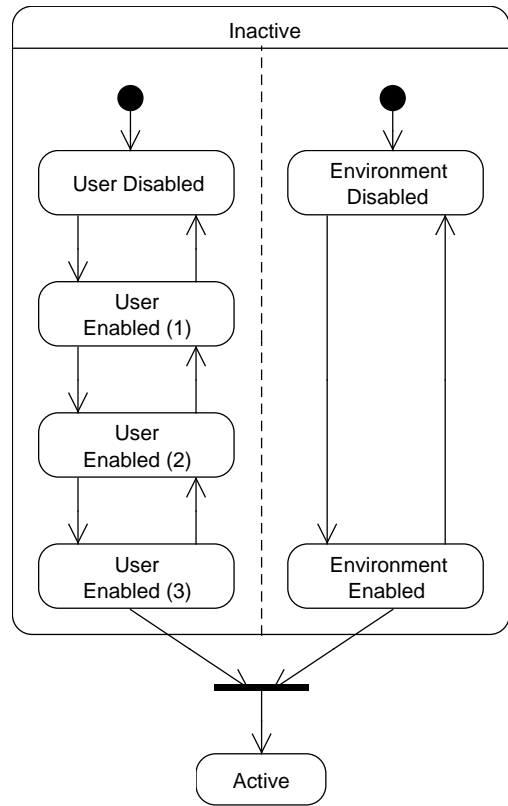 Inactive
User Disabled
Environment
Disabled
User
Enabled (1)
User
Enabled (2)
User
Enabled (3)
Environment
Enabled
Active